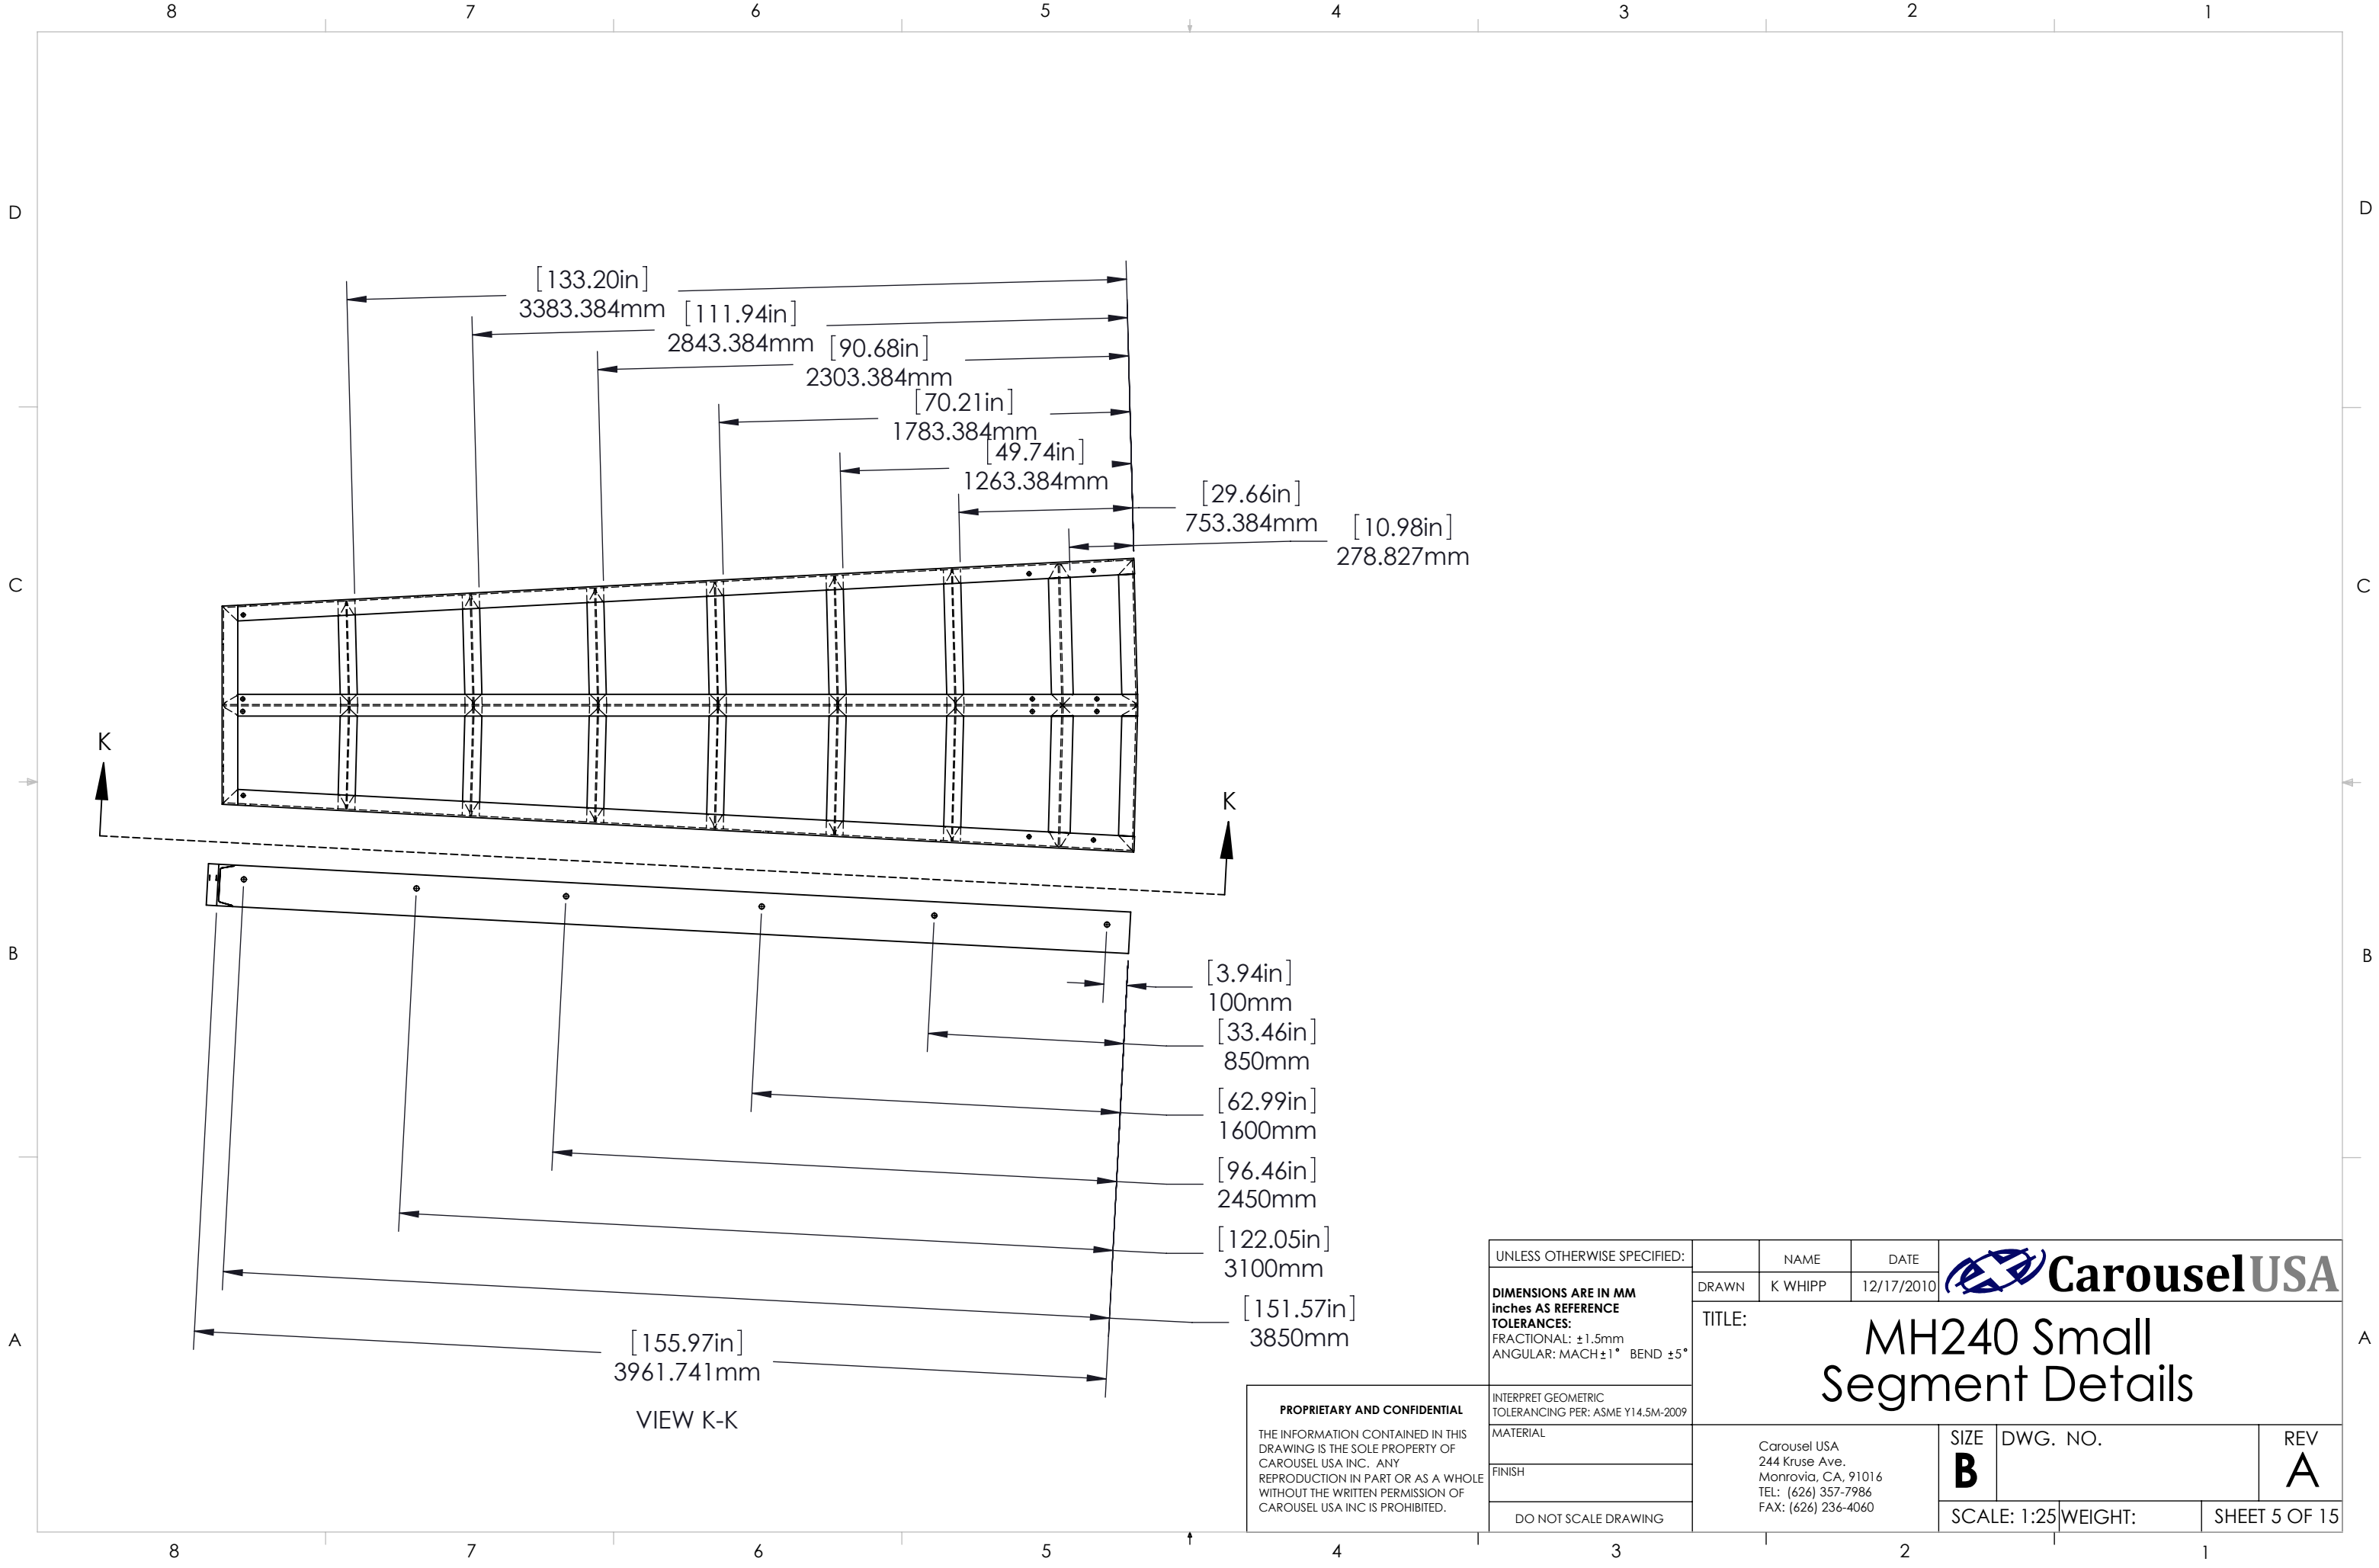 8 7 6 5 4 3 2 1
D D
[133.20in]
3383.384mm
[111.94in]
2843.384mm
[90.68in]
2303.384mm
[70.21in]
1783.384mm
[49.74in]
1263.384mm
[29.66in]
753.384mm
[10.98in]
278.827mm
C C
K
K
B B
[3.94in]
100mm
[33.46in]
850mm
[62.99in]
1600mm
[96.46in]
2450mm
[122.05in]
3100mm
[151.57in]
3850mm
[155.97in]
3961.741mm
VIEW K-K
A A
PROPRIETARY AND CONFIDENTIAL
THE INFORMATION CONTAINED IN THIS
DRAWING IS THE SOLE PROPERTY OF
CAROUSEL USA INC. ANY
REPRODUCTION IN PART OR AS A WHOLE
WITHOUT THE WRITTEN PERMISSION OF
CAROUSEL USA INC IS PROHIBITED.
UNLESS OTHERWISE SPECIFIED:
DIMENSIONS ARE IN MM
inches AS REFERENCE
TOLERANCES:
FRACTIONAL: ±1.5mm
ANGULAR: MACH±1° BEND ±5°
INTERPRET GEOMETRIC
TOLERANCING PER: ASME Y14.5M-2009
MATERIAL
FINISH
DO NOT SCALE DRAWING
NAME DATE
DRAWN K WHIPP 12/17/2010
CarouselUSA
TITLE:
MH240 Small
Segment Details
Carousel USA
244 Kruse Ave.
Monrovia, CA, 91016
TEL: (626) 357-7986
FAX: (626) 236-4060
SIZE DWG. NO. REV
B A
SCALE: 1:25 WEIGHT: SHEET 5 OF 15
8 7 6 5 4 3 2 1